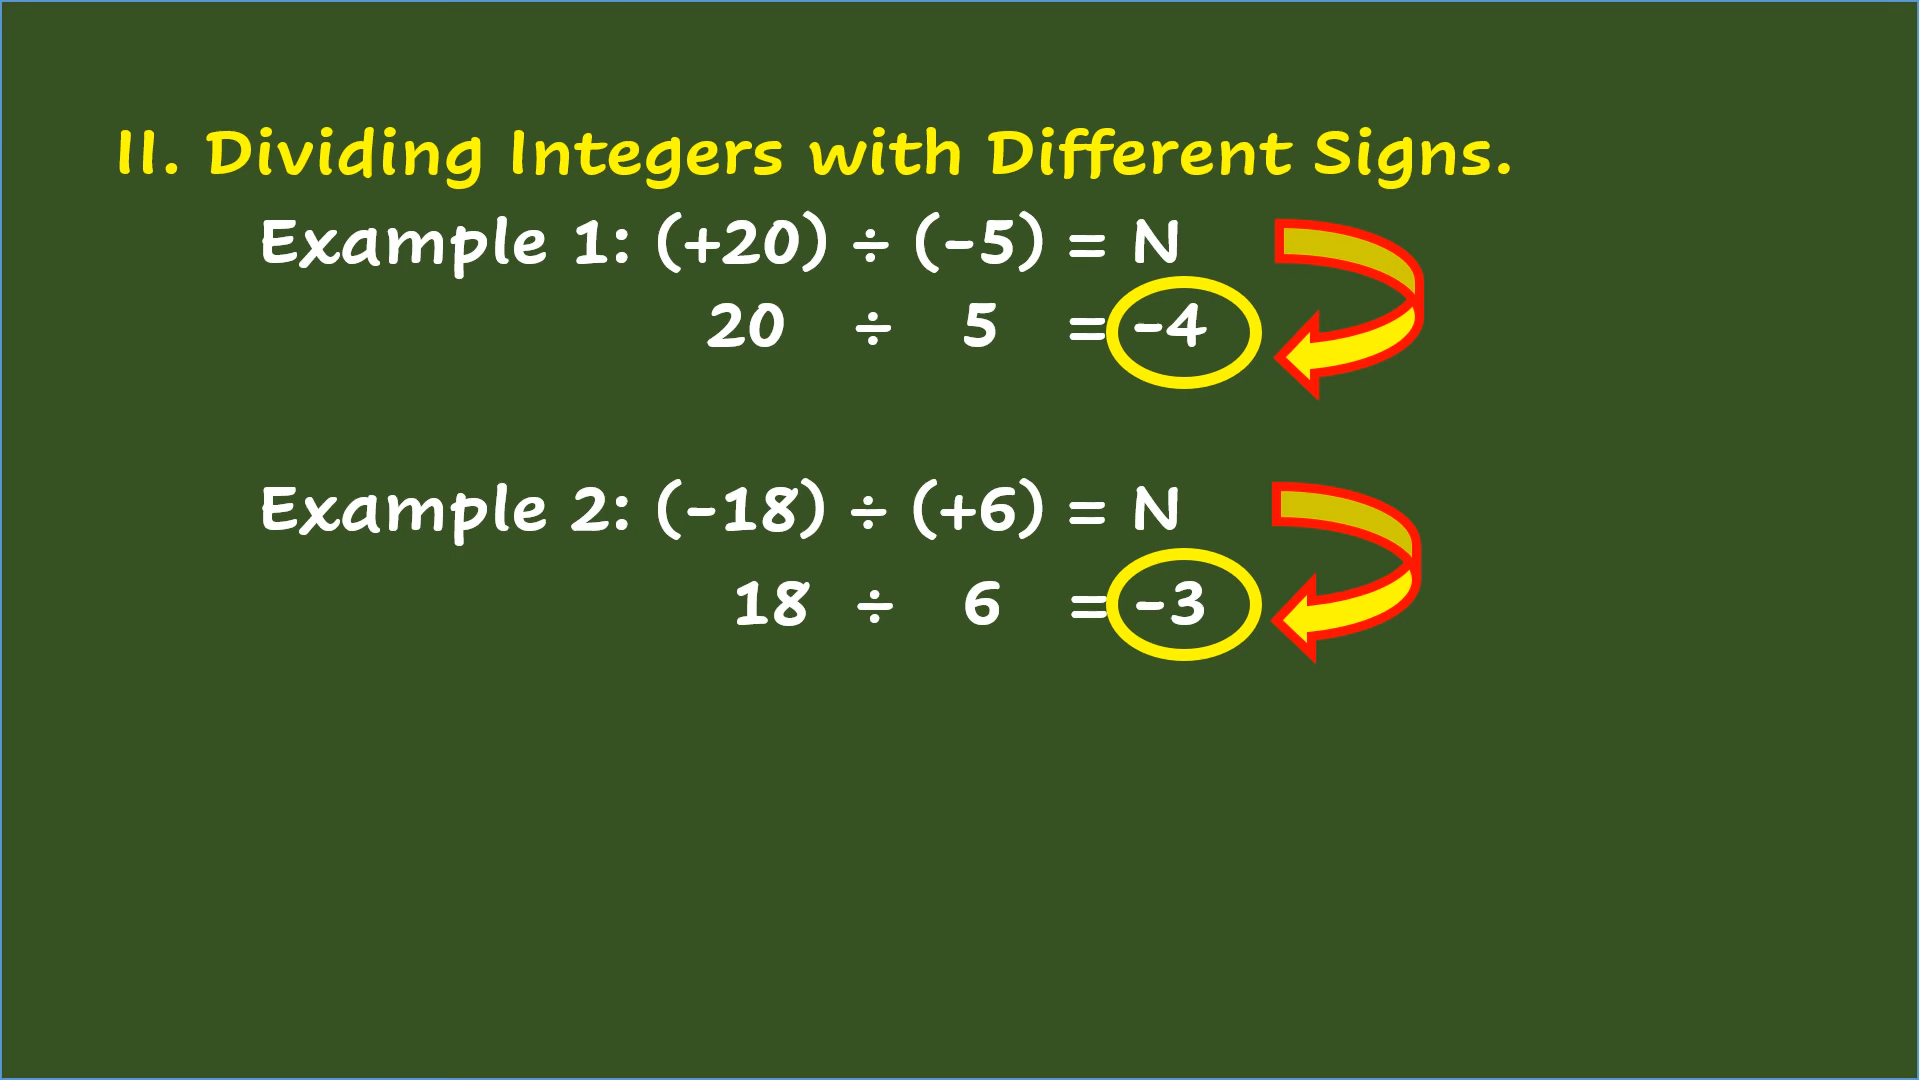 II. Dividing Integers with Different Signs.
Example 1: (+20) ÷ (-5) = N
20 ÷ 5 = -4
Example 2: (-18) ÷ (+6) = N
18 ÷ 6 = -3